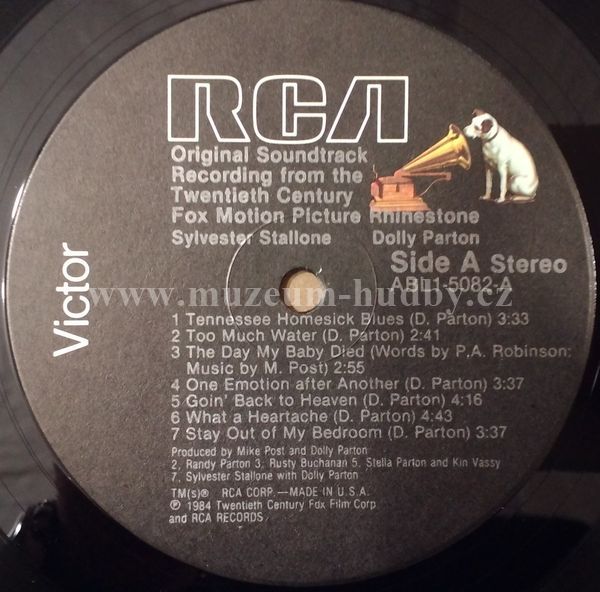 RCA
Original Soundtrack
Recording from the
Twentieth Century
Fox Motion Picture Rhinestone
Sylvester Stallone Dolly Parton
Side A Stereo
ABL1-5082-A
Victor
www.muzeum-hudby.cz
1 Tennessee Homesick Blues (D. Parton) 3:33
2 Too Much Water (D. Parton) 2:41
3 The Day My Baby Died (Words by P.A. Robinson:
Music by M. Post) 2:55
4 One Emotion after Another (D. Parton) 3:37
5 Goin' Back to Heaven (D. Parton) 4:16
6 What a Heartache (D. Parton) 4:43
7 Stay Out of My Bedroom (D. Parton) 3:37
Produced by Mike Post and Dolly Parton
2, Randy Parton 3, Rusty Buchanan 5, Stella Parton and Kin Vassy
7, Sylvester Stallone with Dolly Parton
TM(s)® RCA CORP.—MADE IN U.S.A.
℗ 1984 Twentieth Century Fox Film Corp.
and RCA RECORDS